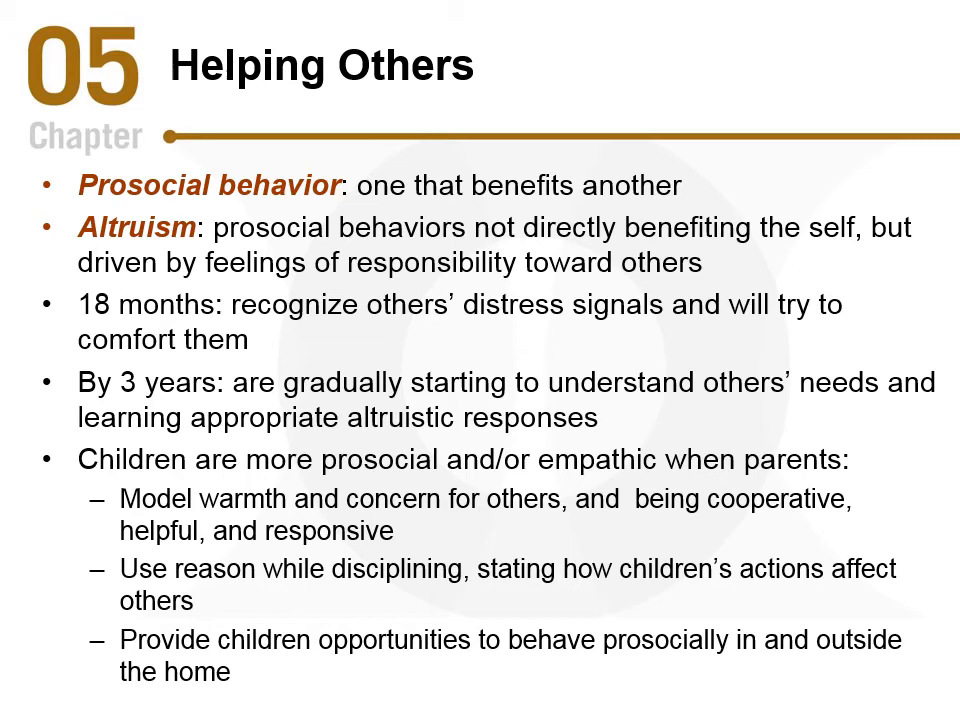 05
Chapter
Helping Others
• Prosocial behavior: one that benefits another
• Altruism: prosocial behaviors not directly benefiting the self, but
driven by feelings of responsibility toward others
• 18 months: recognize others’ distress signals and will try to
comfort them
• By 3 years: are gradually starting to understand others’ needs and
learning appropriate altruistic responses
• Children are more prosocial and/or empathic when parents:
– Model warmth and concern for others, and  being cooperative,
helpful, and responsive
– Use reason while disciplining, stating how children’s actions affect
others
– Provide children opportunities to behave prosocially in and outside
the home